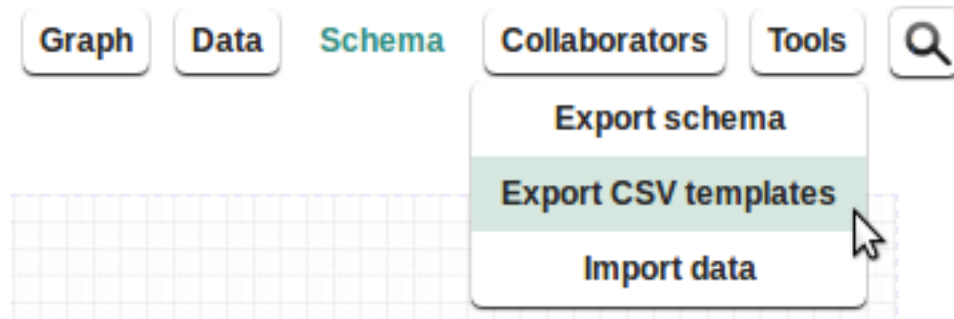 Graph Data Schema Collaborators Tools
Export schema
Export CSV templates
Import data